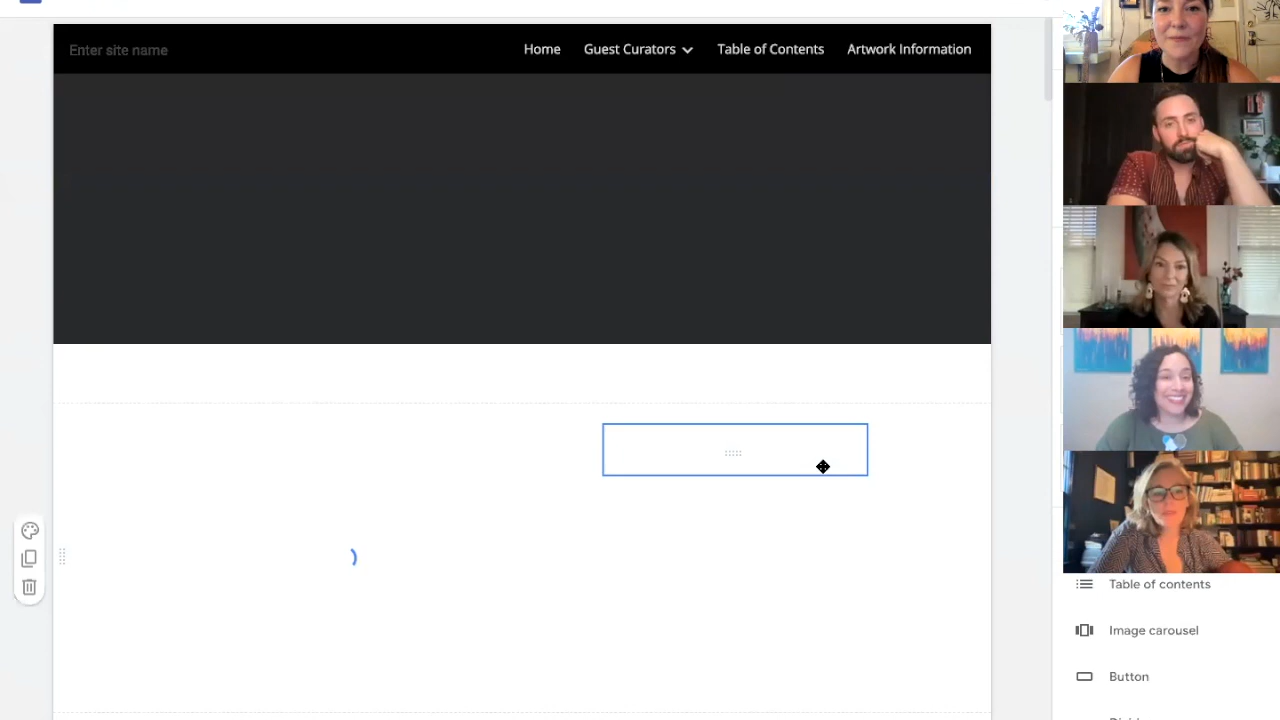 Enter site name
Home
Guest Curators
Table of Contents
Artwork Information
Table of contents
Image carousel
Button